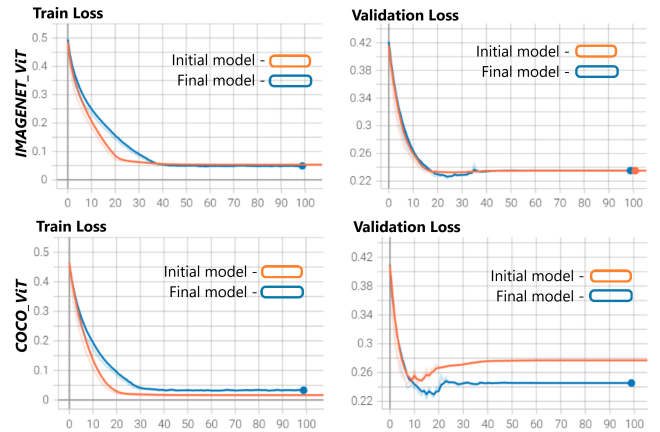 Train Loss
Validation Loss
IMAGENET_ViT
0.5
0.4
0.3
0.2
0.1
0
0 10 20 30 40 50 60 70 80 90 100
Initial model -
Final model -
0.42
0.38
0.34
0.3
0.26
0.22
0 10 20 30 40 50 60 70 80 90 100
Initial model -
Final model -
Train Loss
Validation Loss
COCO_ViT
0.5
0.4
0.3
0.2
0.1
0
0 10 20 30 40 50 60 70 80 90 100
Initial model -
Final model -
0.42
0.38
0.34
0.3
0.26
0.22
0 10 20 30 40 50 60 70 80 90 100
Initial model -
Final model -